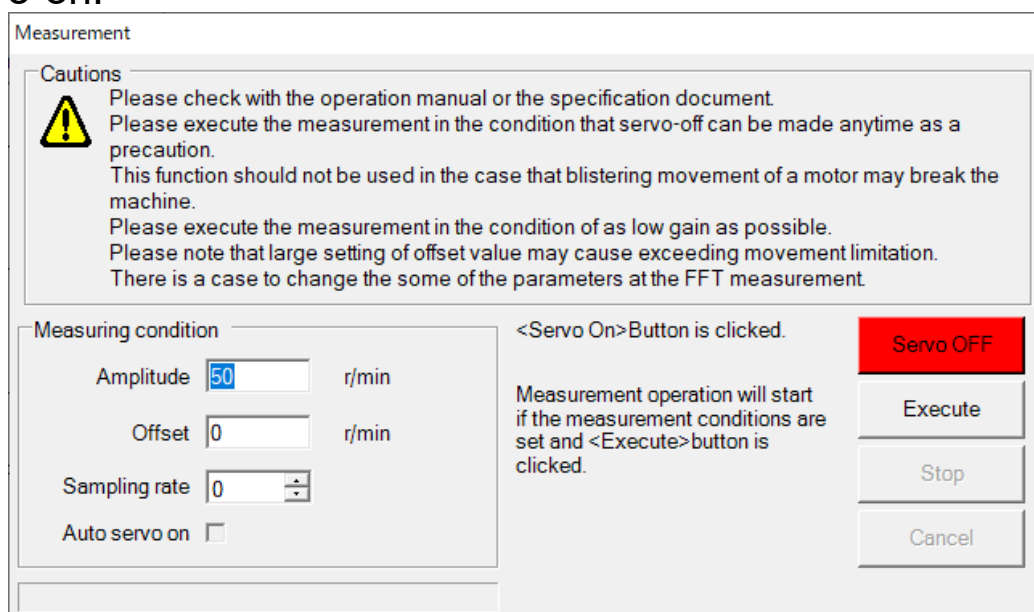 Measurement
Cautions
Please check with the operation manual or the specification document.
Please execute the measurement in the condition that servo-off can be made anytime as a
precaution.
This function should not be used in the case that blistering movement of a motor may break the
machine.
Please execute the measurement in the condition of as low gain as possible.
Please note that large setting of offset value may cause exceeding movement limitation.
There is a case to change the some of the parameters at the FFT measurement.
Measuring condition
Amplitude 50 r/min
Offset 0 r/min
Sampling rate 0
Auto servo on
<Servo On>Button is clicked.
Measurement operation will start
if the measurement conditions are
set and <Execute>button is
clicked.
Servo OFF
Execute
Stop
Cancel